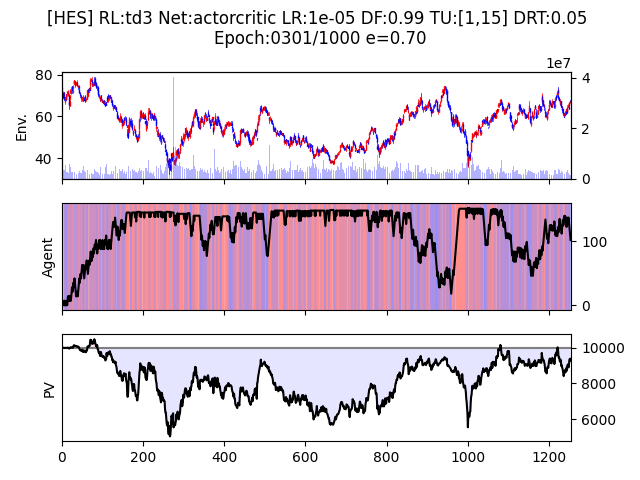 [HES] RL:td3 Net:actorcritic LR:1e-05 DF:0.99 TU:[1,15] DRT:0.05
Epoch:0301/1000 e=0.70
1e7
80
60
40
Env.
4
2
0
Agent
100
0
PV
10000
8000
6000
0 200 400 600 800 1000 1200